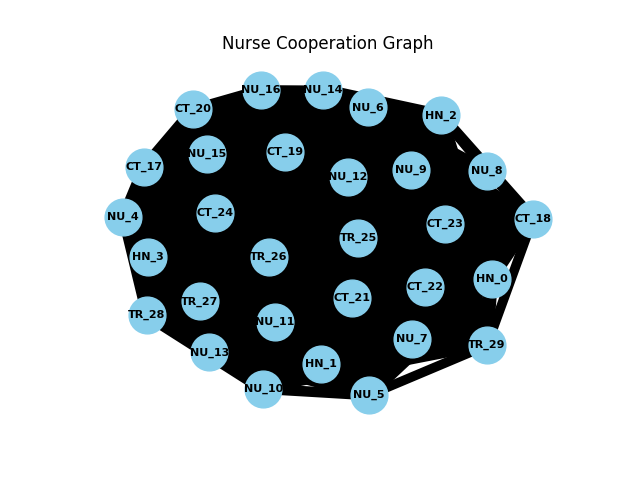 Nurse Cooperation Graph
NU_16
NU_14
NU_6
CT_20
HN_2
CT_19
NU_15
CT_17
NU_9
NU_8
NU_12
CT_24
NU_4
CT_18
CT_23
TR_25
HN_3
TR_26
HN_0
CT_22
CT_21
TR_27
TR_28
NU_11
NU_7
TR_29
NU_13
HN_1
NU_10
NU_5